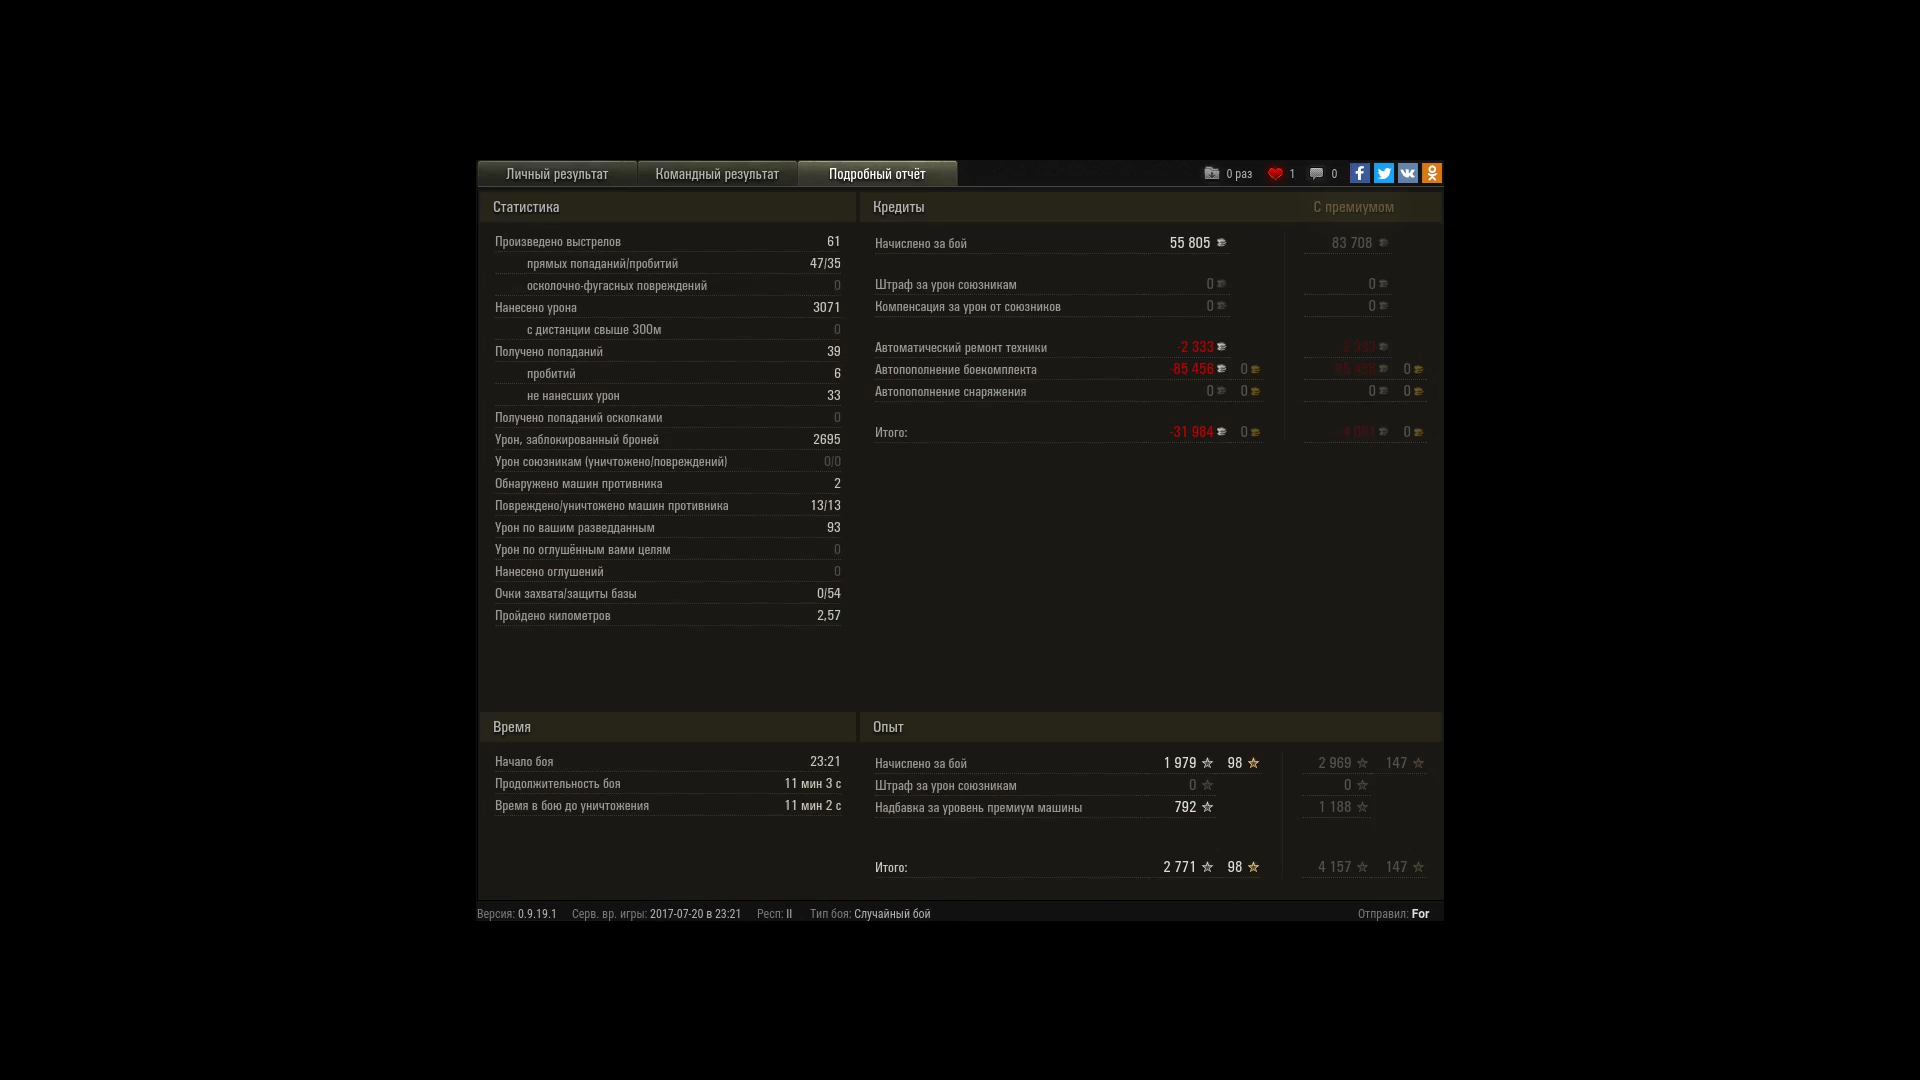 Личный результат Командный результат Подробный отчёт 0 раз 1 0
Статистика
Произведено выстрелов 61
прямых попаданий/пробитий 47/35
осколочно-фугасных повреждений 0
Нанесено урона 3071
с дистанции свыше 300м 0
Получено попаданий 39
пробитий 6
не нанесших урон 33
Получено попаданий осколками 0
Урон, заблокированный броней 2695
Урон союзникам (уничтожено/повреждений) 0/0
Обнаружено машин противника 2
Повреждено/уничтожено машин противника 13/13
Урон по вашим разведданным 93
Урон по оглушённым вами целям 0
Нанесено оглушений 0
Очки захвата/защиты базы 0/54
Пройдено километров 2,57
Кредиты С премиумом
Начислено за бой 55 805 83 708
Штраф за урон союзникам 0 0
Компенсация за урон от союзников 0 0
Автоматический ремонт техники -2 333
Автопополнение боекомплекта -85 456 0 0
Автопополнение снаряжения 0 0 0 0
Итого: -31 984 0 0
Время
Начало боя 23:21
Продолжительность боя 11 мин 3 с
Время в бою до уничтожения 11 мин 2 с
Опыт
Начислено за бой 1 979 98 2 969 147
Штраф за урон союзникам 0 0
Надбавка за уровень премиум машины 792 1 188
Итого: 2 771 98 4 157 147
Версия: 0.9.19.1 Серв. вр. игры: 2017-07-20 в 23:21 Респ: II Тип боя: Случайный бой Отправил: For